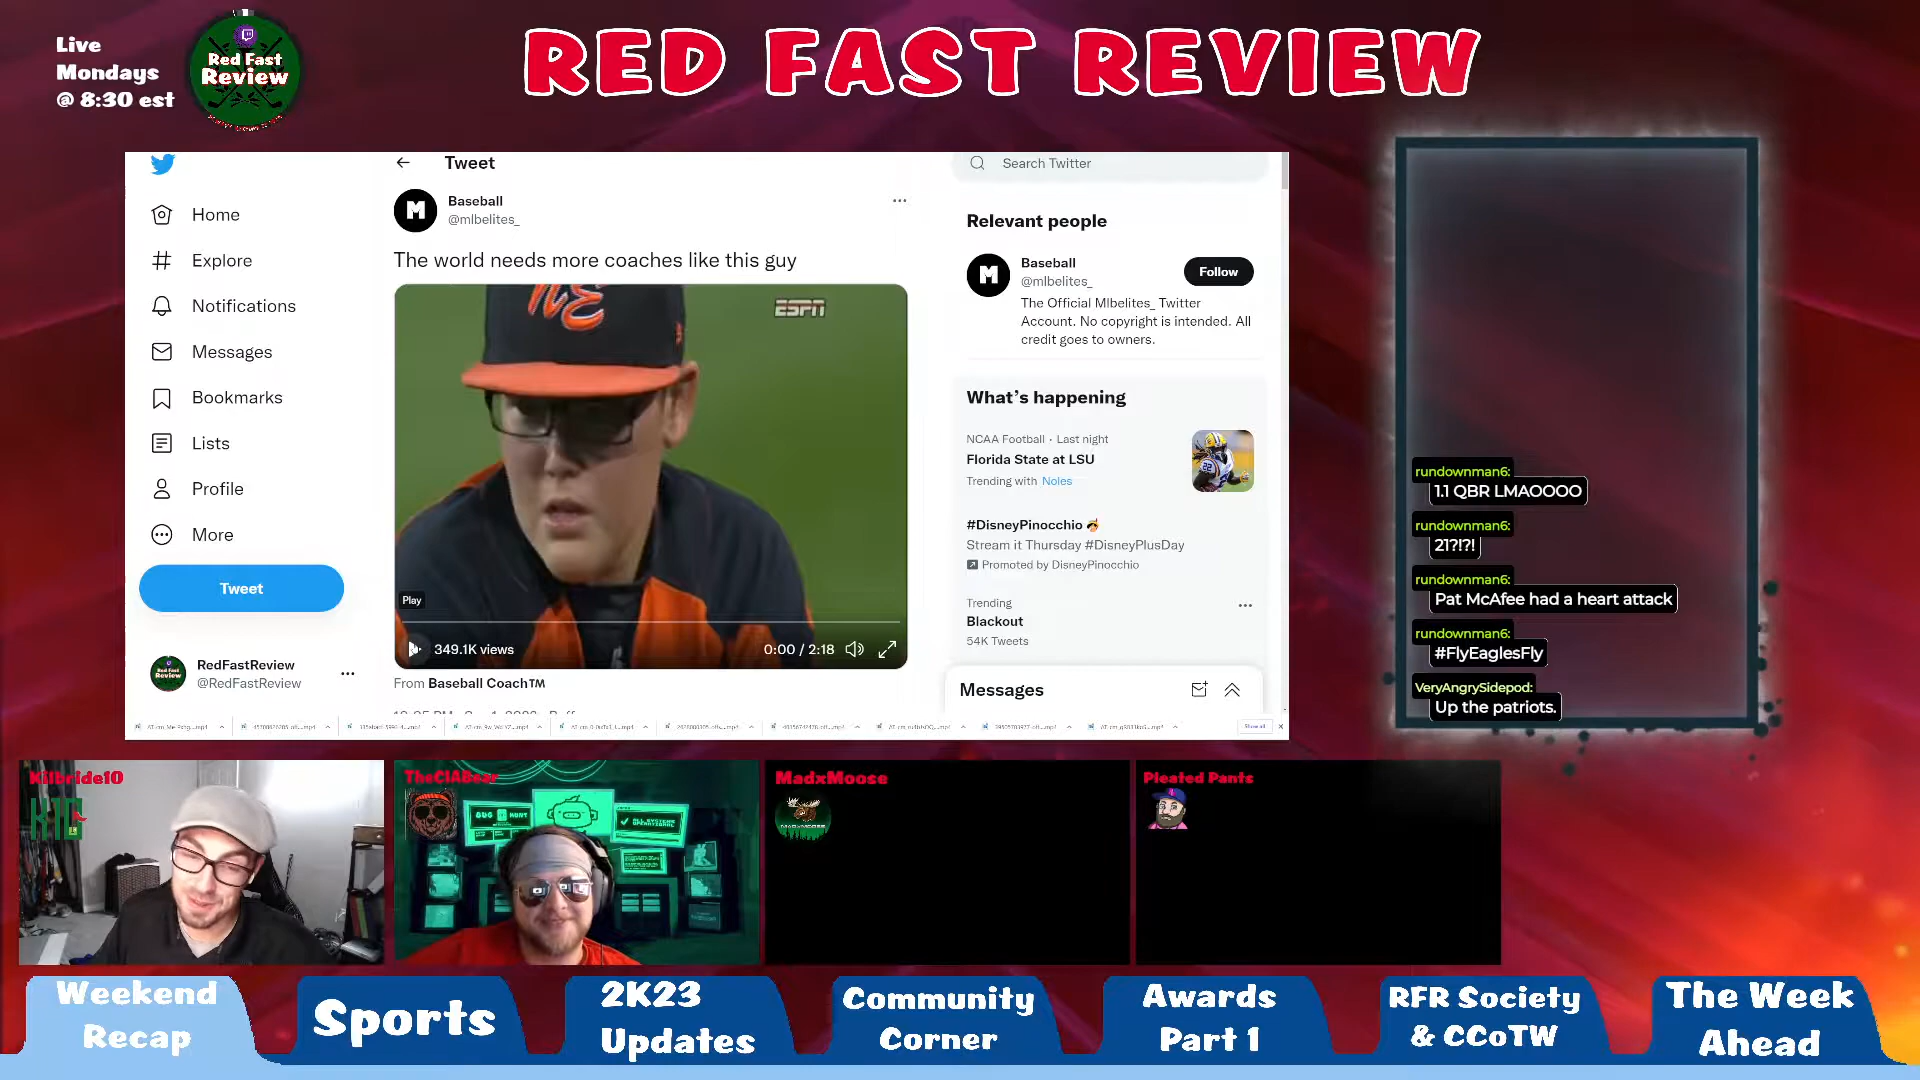 Live
Mondays
@ 8:30 est
Red Fast
Review
RED FAST REVIEW
Home
Explore
Notifications
Messages
Bookmarks
Lists
Profile
More
Tweet
RedFastReview
@RedFastReview
Tweet
Baseball
@mlbelites_
The world needs more coaches like this guy
NE
ESPN
Play
349.1K views
0:00 / 2:18
From Baseball Coach™
Search Twitter
Relevant people
Baseball
@mlbelites_
Follow
The Official Mlbelites_ Twitter
Account. No copyright is intended. All
credit goes to owners.
What's happening
NCAA Football · Last night
Florida State at LSU
Trending with Noles
#DisneyPinocchio
Stream it Thursday #DisneyPlusDay
Promoted by DisneyPinocchio
Trending
Blackout
54K Tweets
Messages
Show all
rundownman6:
1.1 QBR LMAOOOO
rundownman6:
21?!?!
rundownman6:
Pat McAfee had a heart attack
rundownman6:
#FlyEaglesFly
VeryAngrySidepod:
Up the patriots.
Kilbride10
K10
TheCIABear
BUG HUNT
MadxMoose
Pleated Pants
Weekend
Recap
Sports
2K23
Updates
Community
Corner
Awards
Part 1
RFR Society
& CCoTW
The Week
Ahead